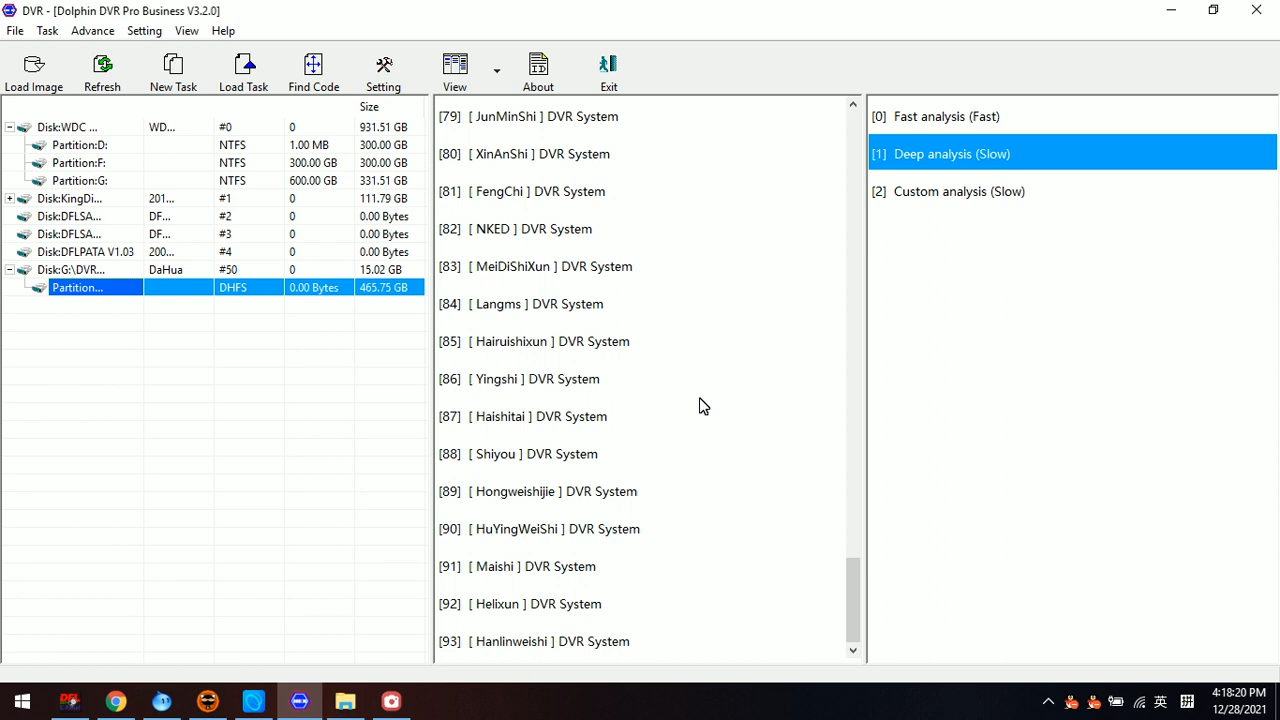 DVR - [Dolphin DVR Pro Business V3.2.0]
File Task Advance Setting View Help
Load Image Refresh New Task Load Task Find Code Setting View About Exit
Size
Disk:WDC ... WD... #0 0 931.51 GB
Partition:D: NTFS 1.00 MB 300.00 GB
Partition:F: NTFS 300.00 GB 300.00 GB
Partition:G: NTFS 600.00 GB 331.51 GB
Disk:KingDi... 201... #1 0 111.79 GB
Disk:DFLSA... DF... #2 0 0.00 Bytes
Disk:DFLSA... DF... #3 0 0.00 Bytes
Disk:DFLPATA V1.03 200... #4 0 0.00 Bytes
Disk:G:\DVR... DaHua #50 0 15.02 GB
Partition... DHFS 0.00 Bytes 465.75 GB
[79] [ JunMinShi ] DVR System
[80] [ XinAnShi ] DVR System
[81] [ FengChi ] DVR System
[82] [ NKED ] DVR System
[83] [ MeiDiShiXun ] DVR System
[84] [ Langms ] DVR System
[85] [ Hairuishixun ] DVR System
[86] [ Yingshi ] DVR System
[87] [ Haishitai ] DVR System
[88] [ Shiyou ] DVR System
[89] [ Hongweishijie ] DVR System
[90] [ HuYingWeiShi ] DVR System
[91] [ Maishi ] DVR System
[92] [ Helixun ] DVR System
[93] [ Hanlinweishi ] DVR System
[0] Fast analysis (Fast)
[1] Deep analysis (Slow)
[2] Custom analysis (Slow)
DFL
英 拼 4:18:20 PM
12/28/2021